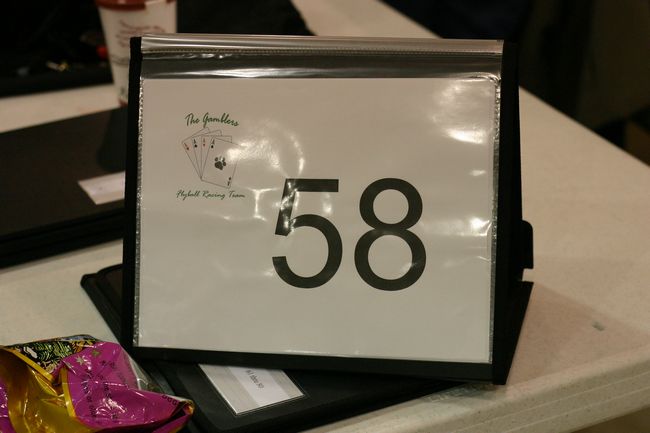 The Gamblers
Flyball Racing Team
58